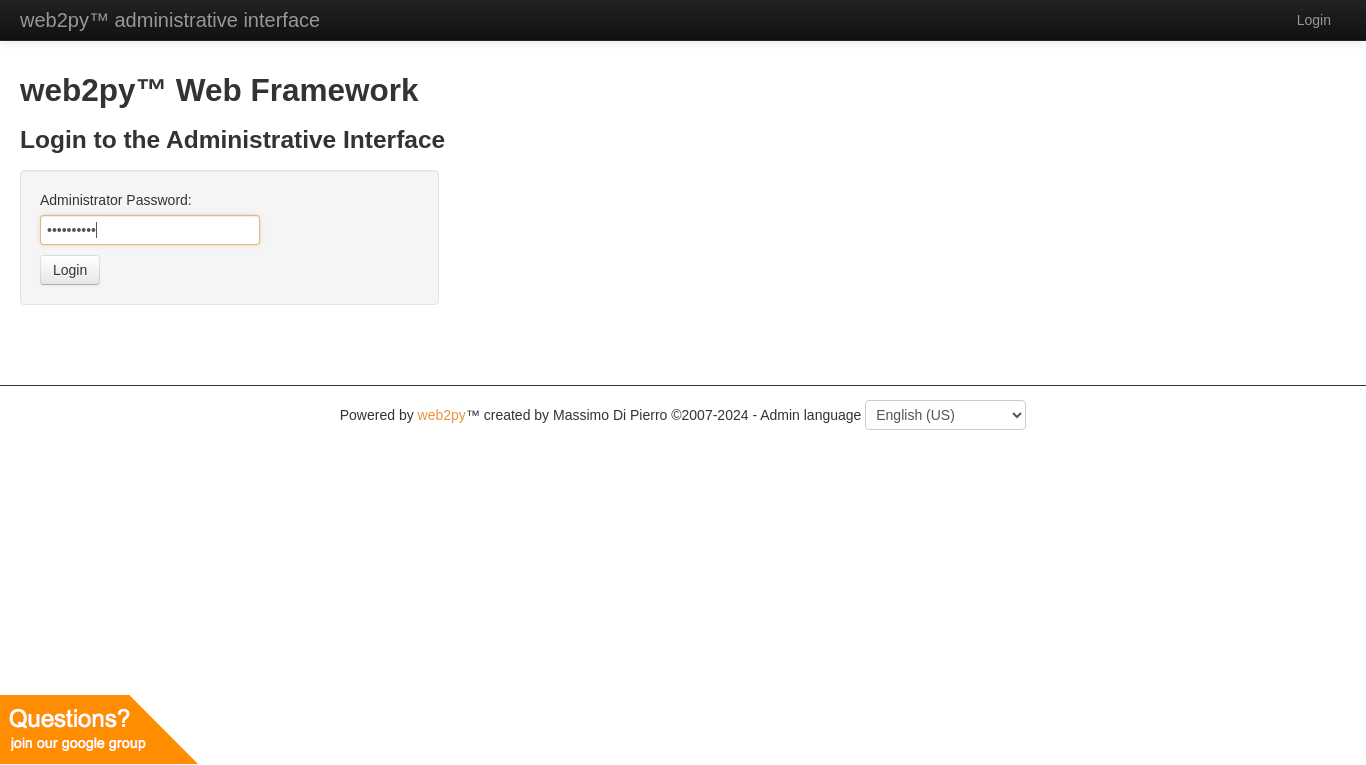 web2py™ administrative interface
Login
web2py™ Web Framework
Login to the Administrative Interface
Administrator Password:
••••••••••
Login
Powered by web2py™ created by Massimo Di Pierro ©2007-2024 - Admin language English (US)
Questions?
join our google group